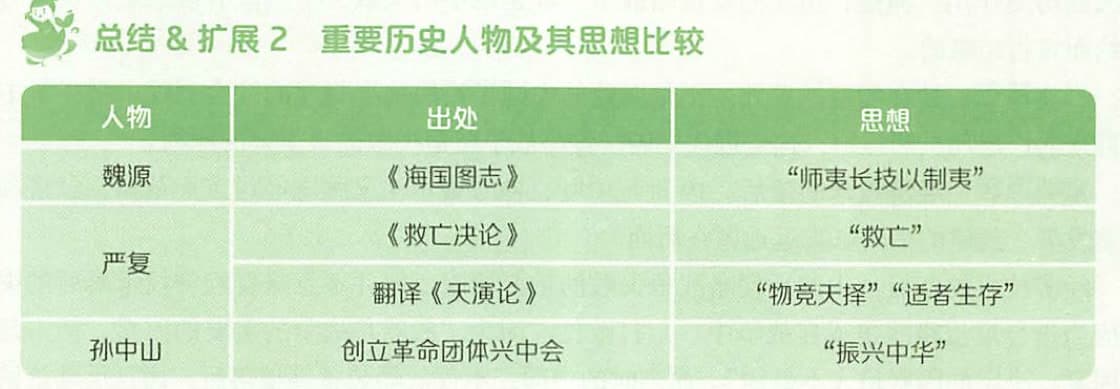 总结 & 扩展 2 重要历史人物及其思想比较
人物 出处 思想
魏源 《海国图志》 “师夷长技以制夷”
严复 《救亡决论》 “救亡”
翻译《天演论》 “物竞天择”“适者生存”
孙中山 创立革命团体兴中会 “振兴中华”